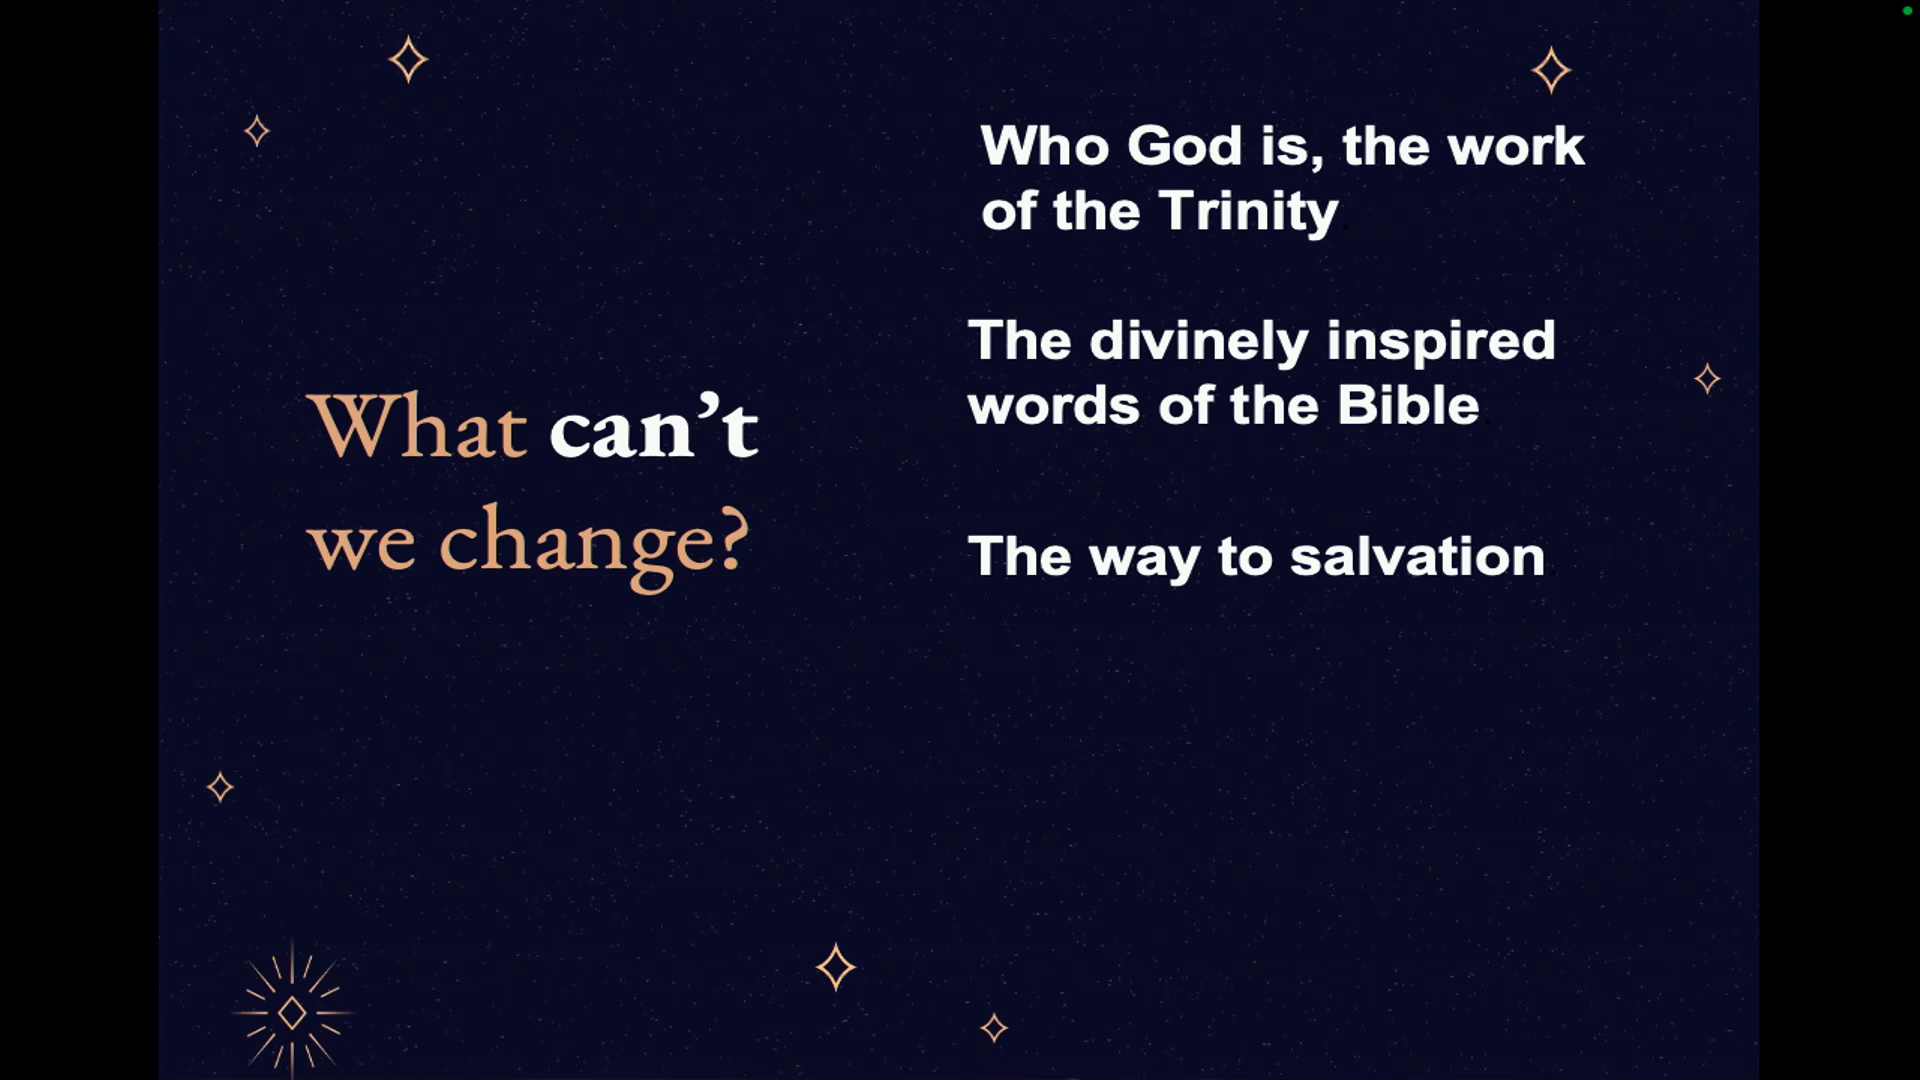 What can’t
we change?
Who God is, the work
of the Trinity.
The divinely inspired
words of the Bible.
The way to salvation.